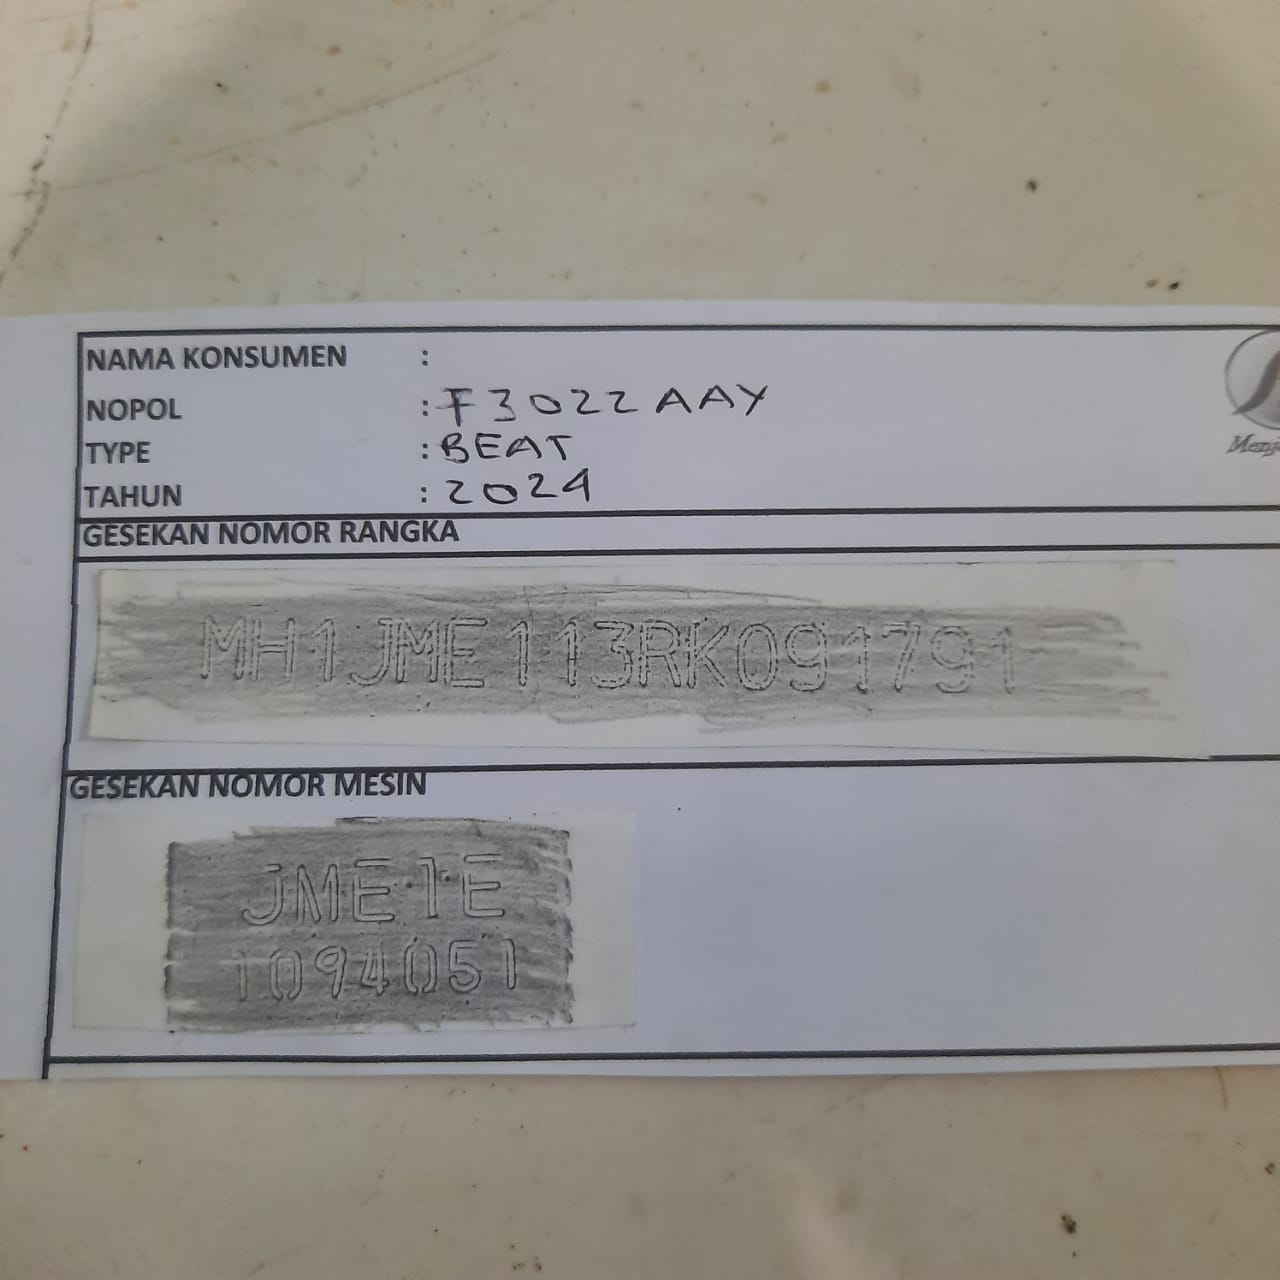 NAMA KONSUMEN :
NOPOL : F 3022 AAY
TYPE : BEAT
TAHUN : 2024
GESEKAN NOMOR RANGKA
MH1JME113RK091791
GESEKAN NOMOR MESIN
JME1E
1094051